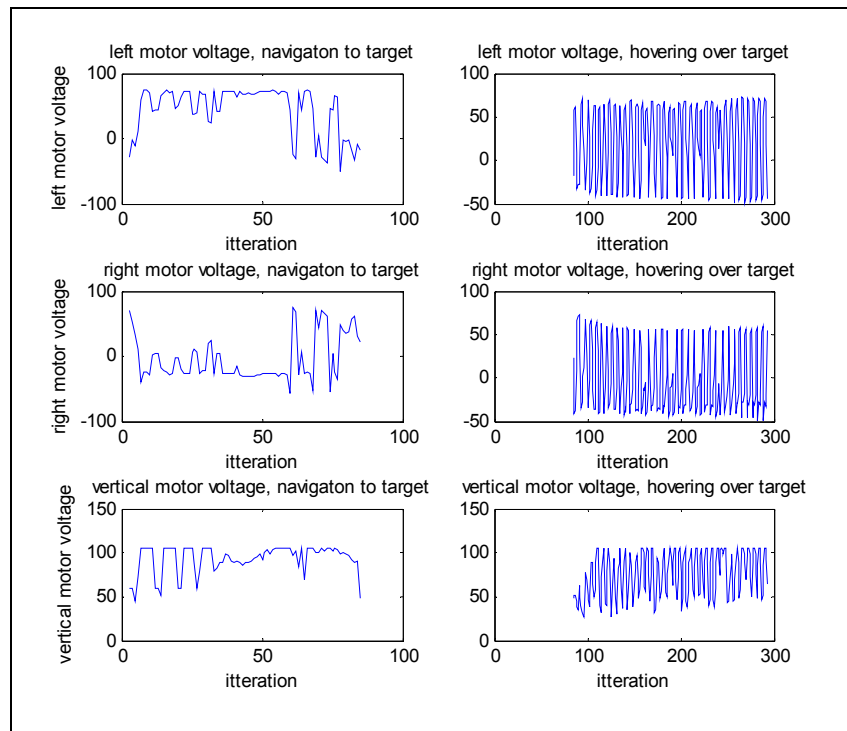 left motor voltage, navigaton to target
left motor voltage
100
0
-100
0
50
100
itteration
left motor voltage, hovering over target
100
50
0
-50
0
100
200
300
itteration
right motor voltage, navigaton to target
right motor voltage
100
0
-100
0
50
100
itteration
right motor voltage, hovering over target
100
50
0
-50
0
100
200
300
itteration
vertical motor voltage, navigaton to target
vertical motor voltage
150
100
50
0
0
50
100
itteration
vertical motor voltage, hovering over target
150
100
50
0
0
100
200
300
itteration